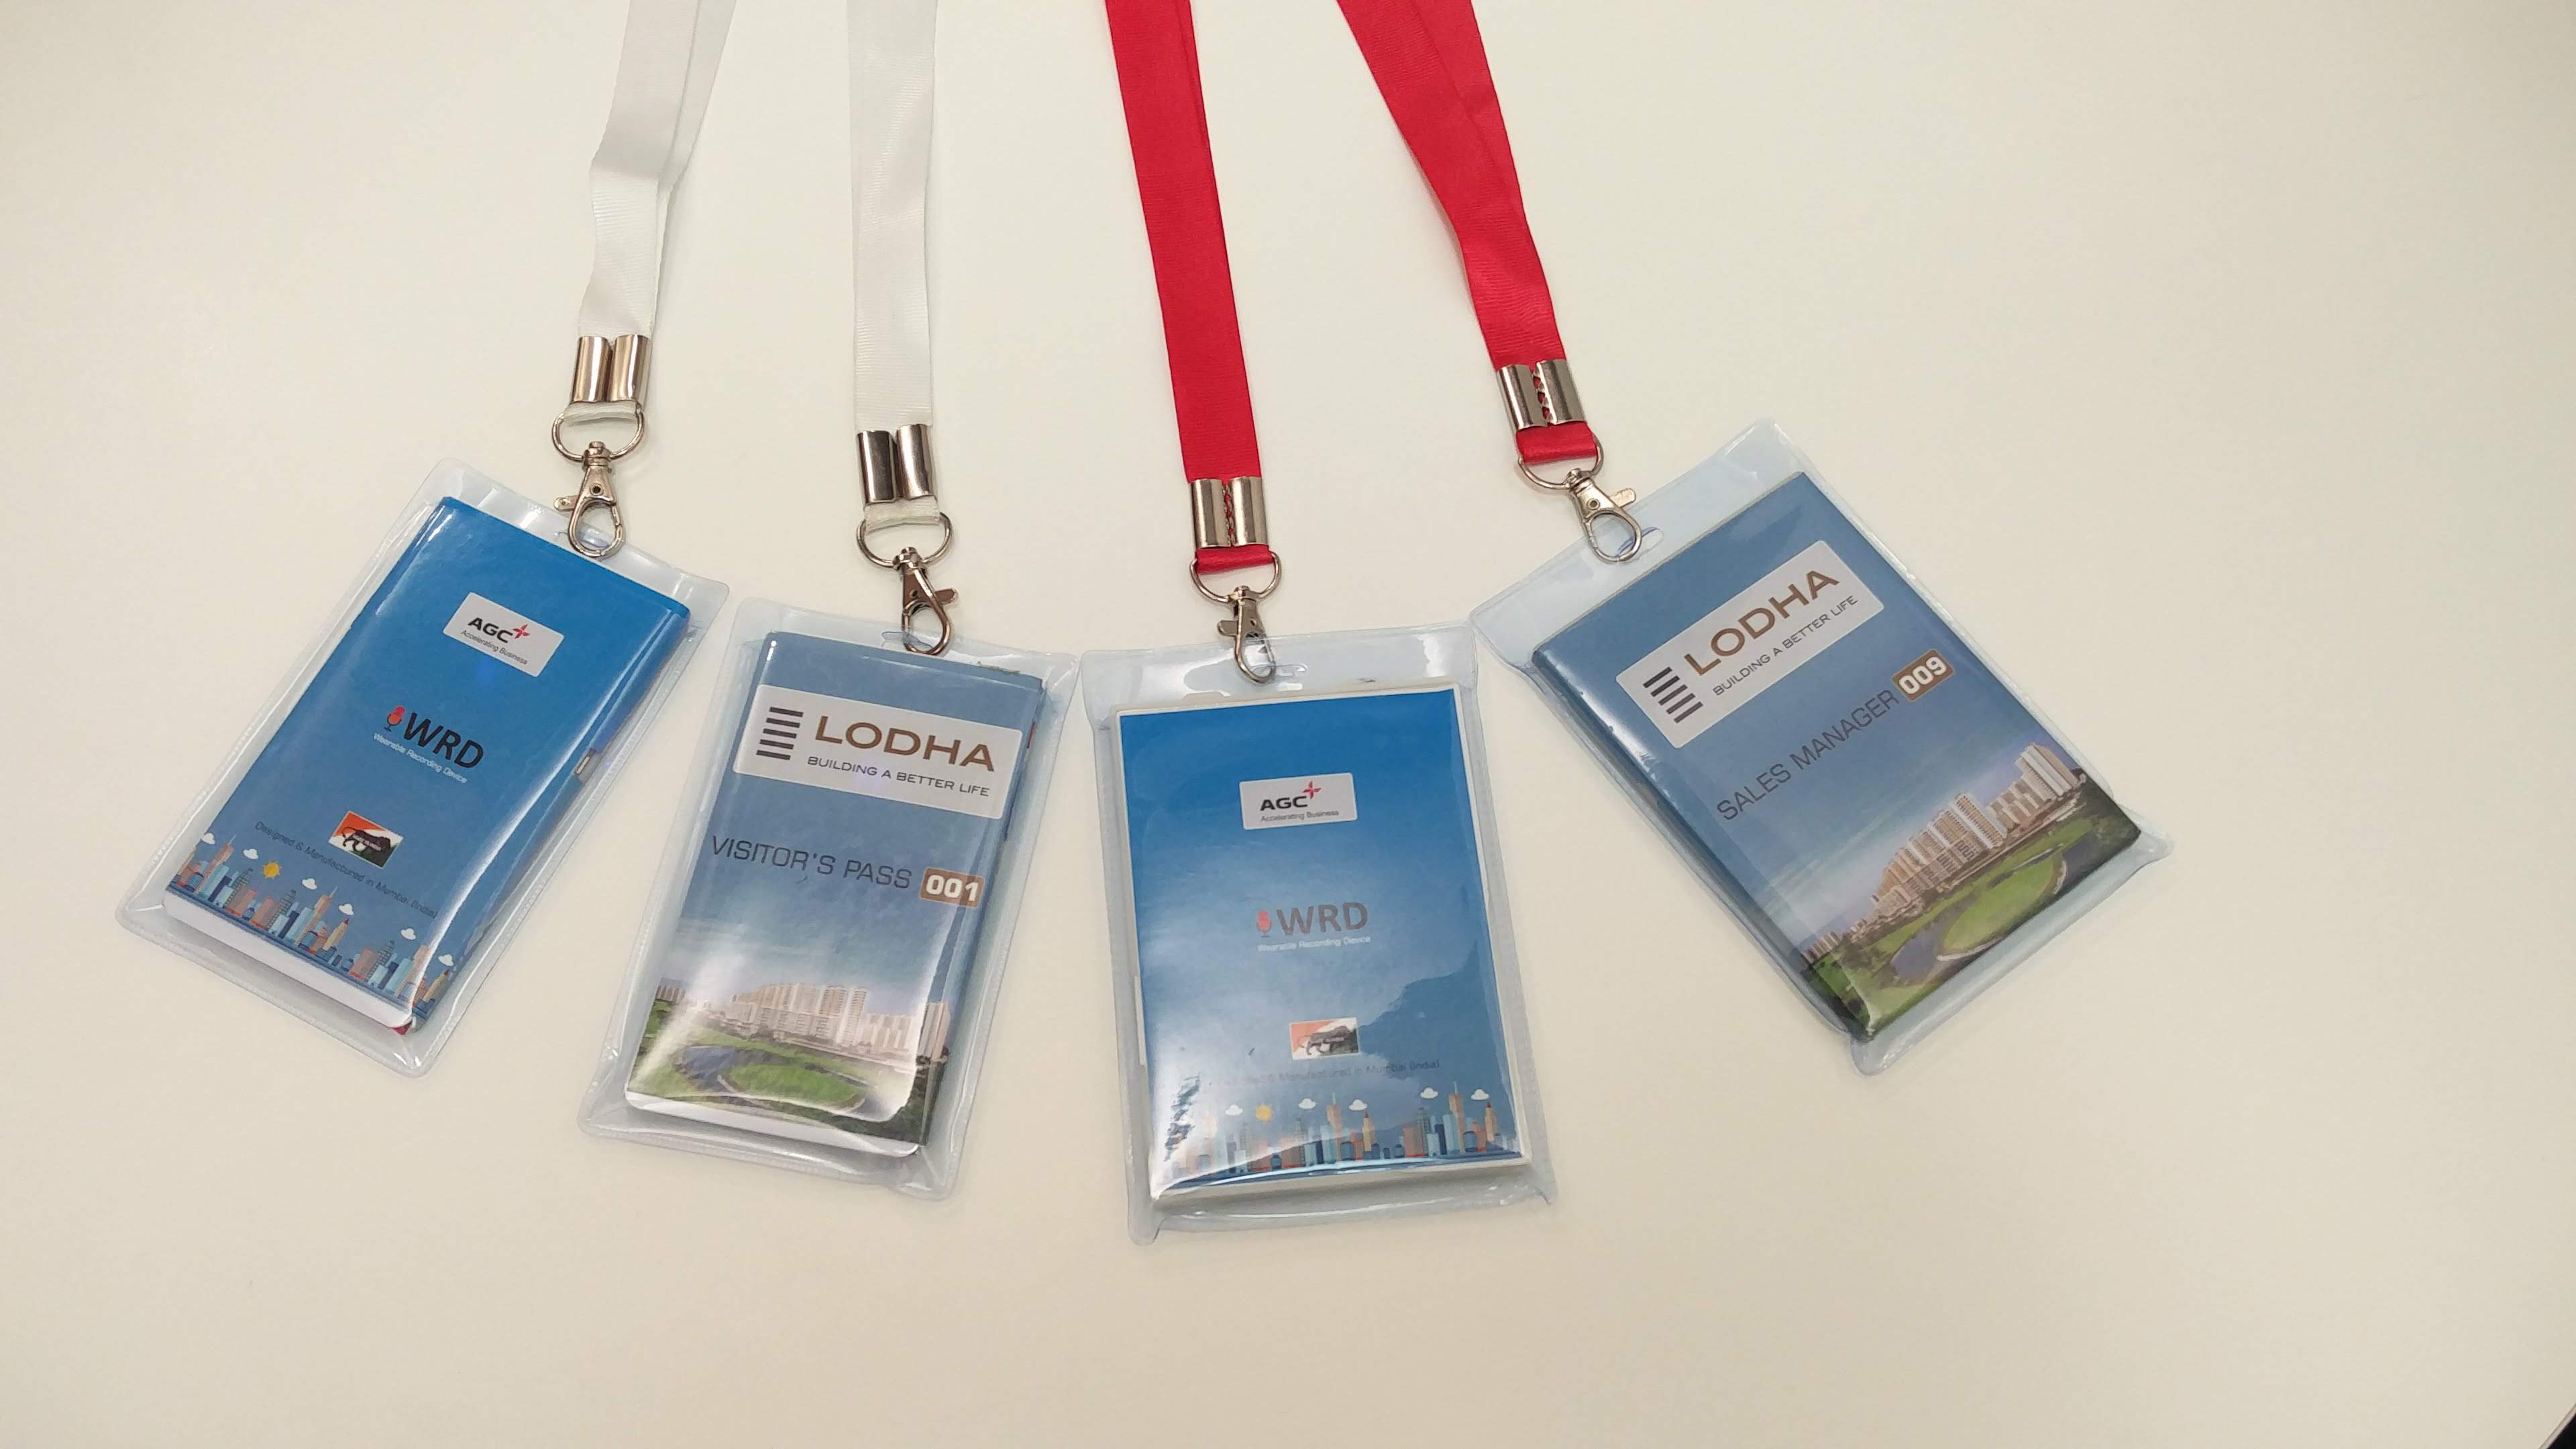 AGC
Accelerating Business
WRD
Wearable Recording Device
Designed & Manufactured in Mumbai (India)
LODHA
BUILDING A BETTER LIFE
VISITOR'S PASS 001
AGC
Accelerating Business
WRD
Wearable Recording Device
& Manufactured in Mumbai (India)
LODHA
BUILDING A BETTER LIFE
SALES MANAGER 009